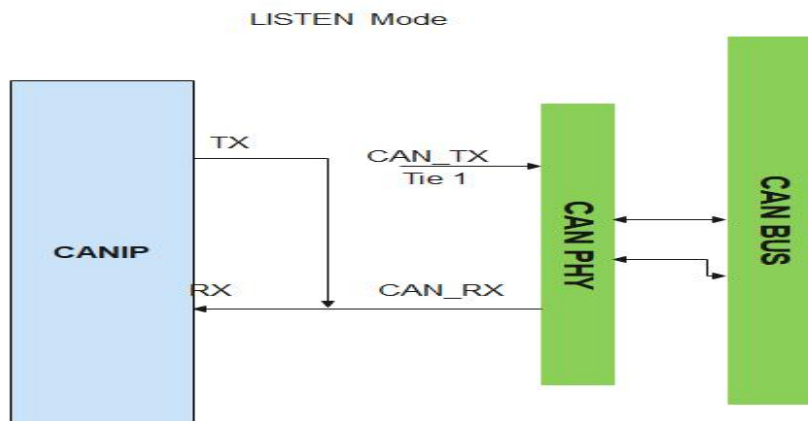 LISTEN Mode
TX
CAN_TX
Tie 1
CANIP
RX
CAN_RX
CAN PHY
CAN BUS